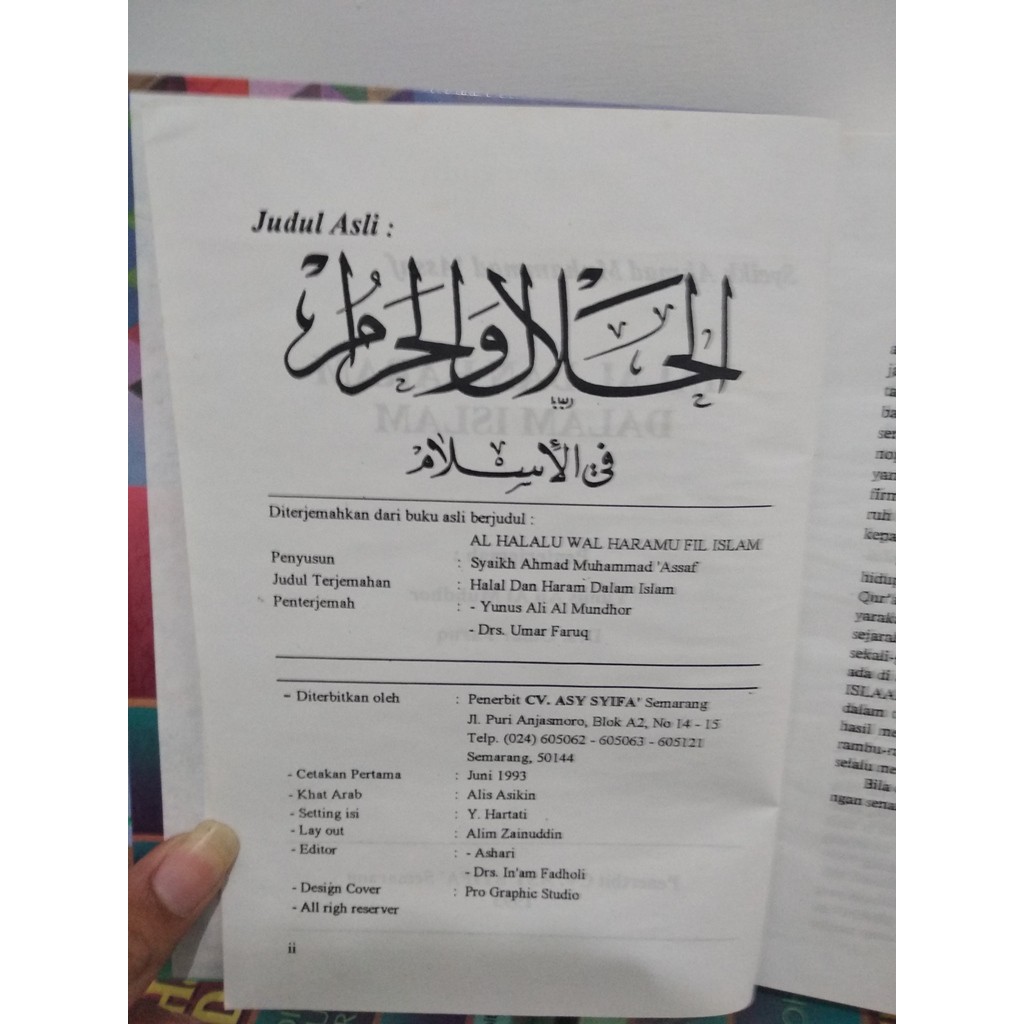 Judul Asli :
الحلال والحرام
في الإسلام
Diterjemahkan dari buku asli berjudul :
AL HALALU WAL HARAMU FIL ISLAM
Penyusun : Syaikh Ahmad Muhammad 'Assaf
Judul Terjemahan : Halal Dan Haram Dalam Islam
Penterjemah : - Yunus Ali Al Mundhor
- Drs. Umar Faruq
- Diterbitkan oleh : Penerbit CV. ASY SYIFA' Semarang
Jl. Puri Anjasmoro, Blok A2, No 14 - 15
Telp. (024) 605062 - 605063 - 605121
Semarang, 50144
- Cetakan Pertama : Juni 1993
- Khat Arab : Alis Asikin
- Setting isi : Y. Hartati
- Lay out : Alim Zainuddin
- Editor : - Ashari
- Drs. In'am Fadholi
- Design Cover : Pro Graphic Studio
- All righ reserver
ii